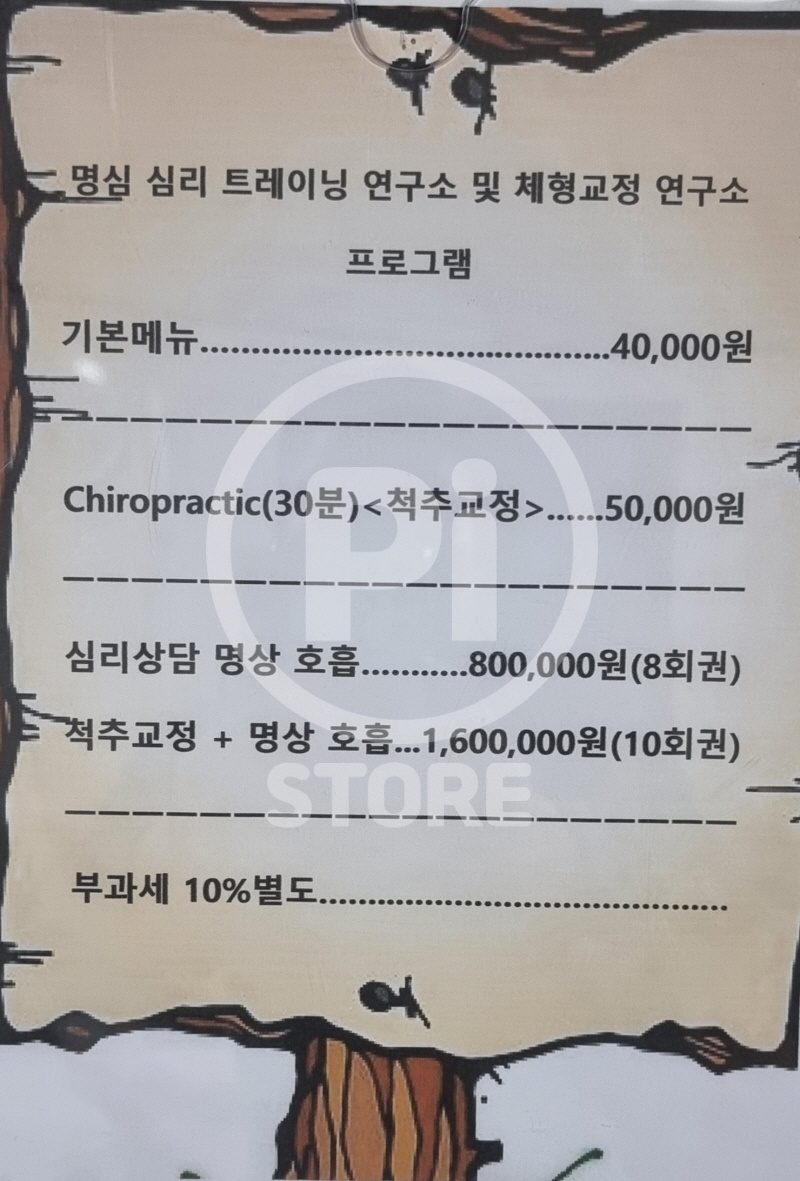 명심 심리 트레이닝 연구소 및 체형교정 연구소
프로그램
기본메뉴..........................................40,000원
Chiropractic(30분)<척추교정>......50,000원
심리상담 명상 호흡...........800,000원(8회권)
척추교정 + 명상 호흡...1,600,000원(10회권)
부과세 10%별도..........................................
Pi
STORE